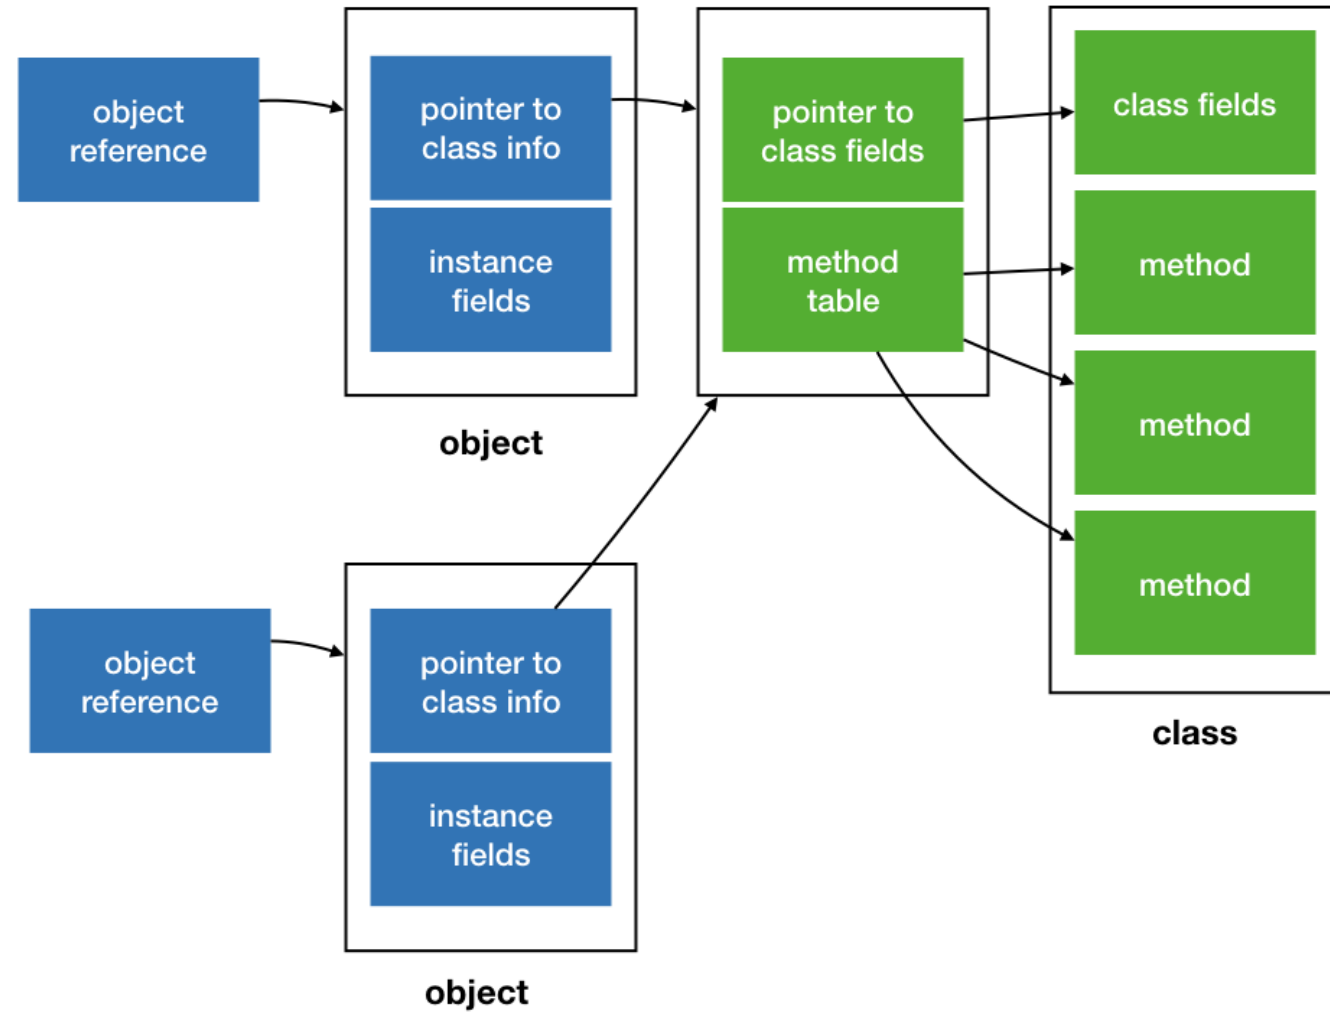 object
reference
pointer to
class info
instance
fields
object
pointer to
class fields
method
table
class fields
method
method
method
class
object
reference
pointer to
class info
instance
fields
object